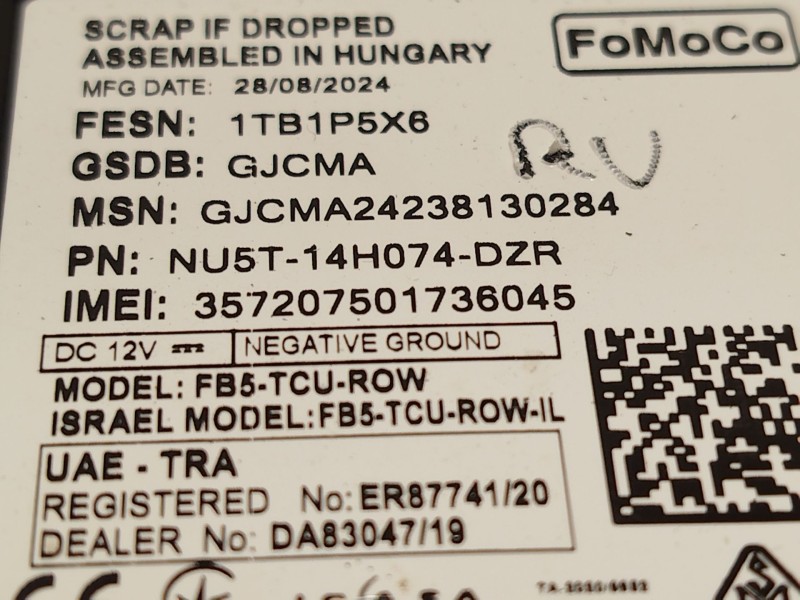 SCRAP IF DROPPED
ASSEMBLED IN HUNGARY
FoMoCo
MFG DATE: 28/08/2024
FESN: 1TB1P5X6
GSDB: GJCMA
RV
MSN: GJCMA24238130284
PN: NU5T-14H074-DZR
IMEI: 357207501736045
DC 12V NEGATIVE GROUND
MODEL: FB5-TCU-ROW
ISRAEL MODEL:FB5-TCU-ROW-IL
UAE - TRA
REGISTERED No: ER87741/20
DEALER No: DA83047/19
CE